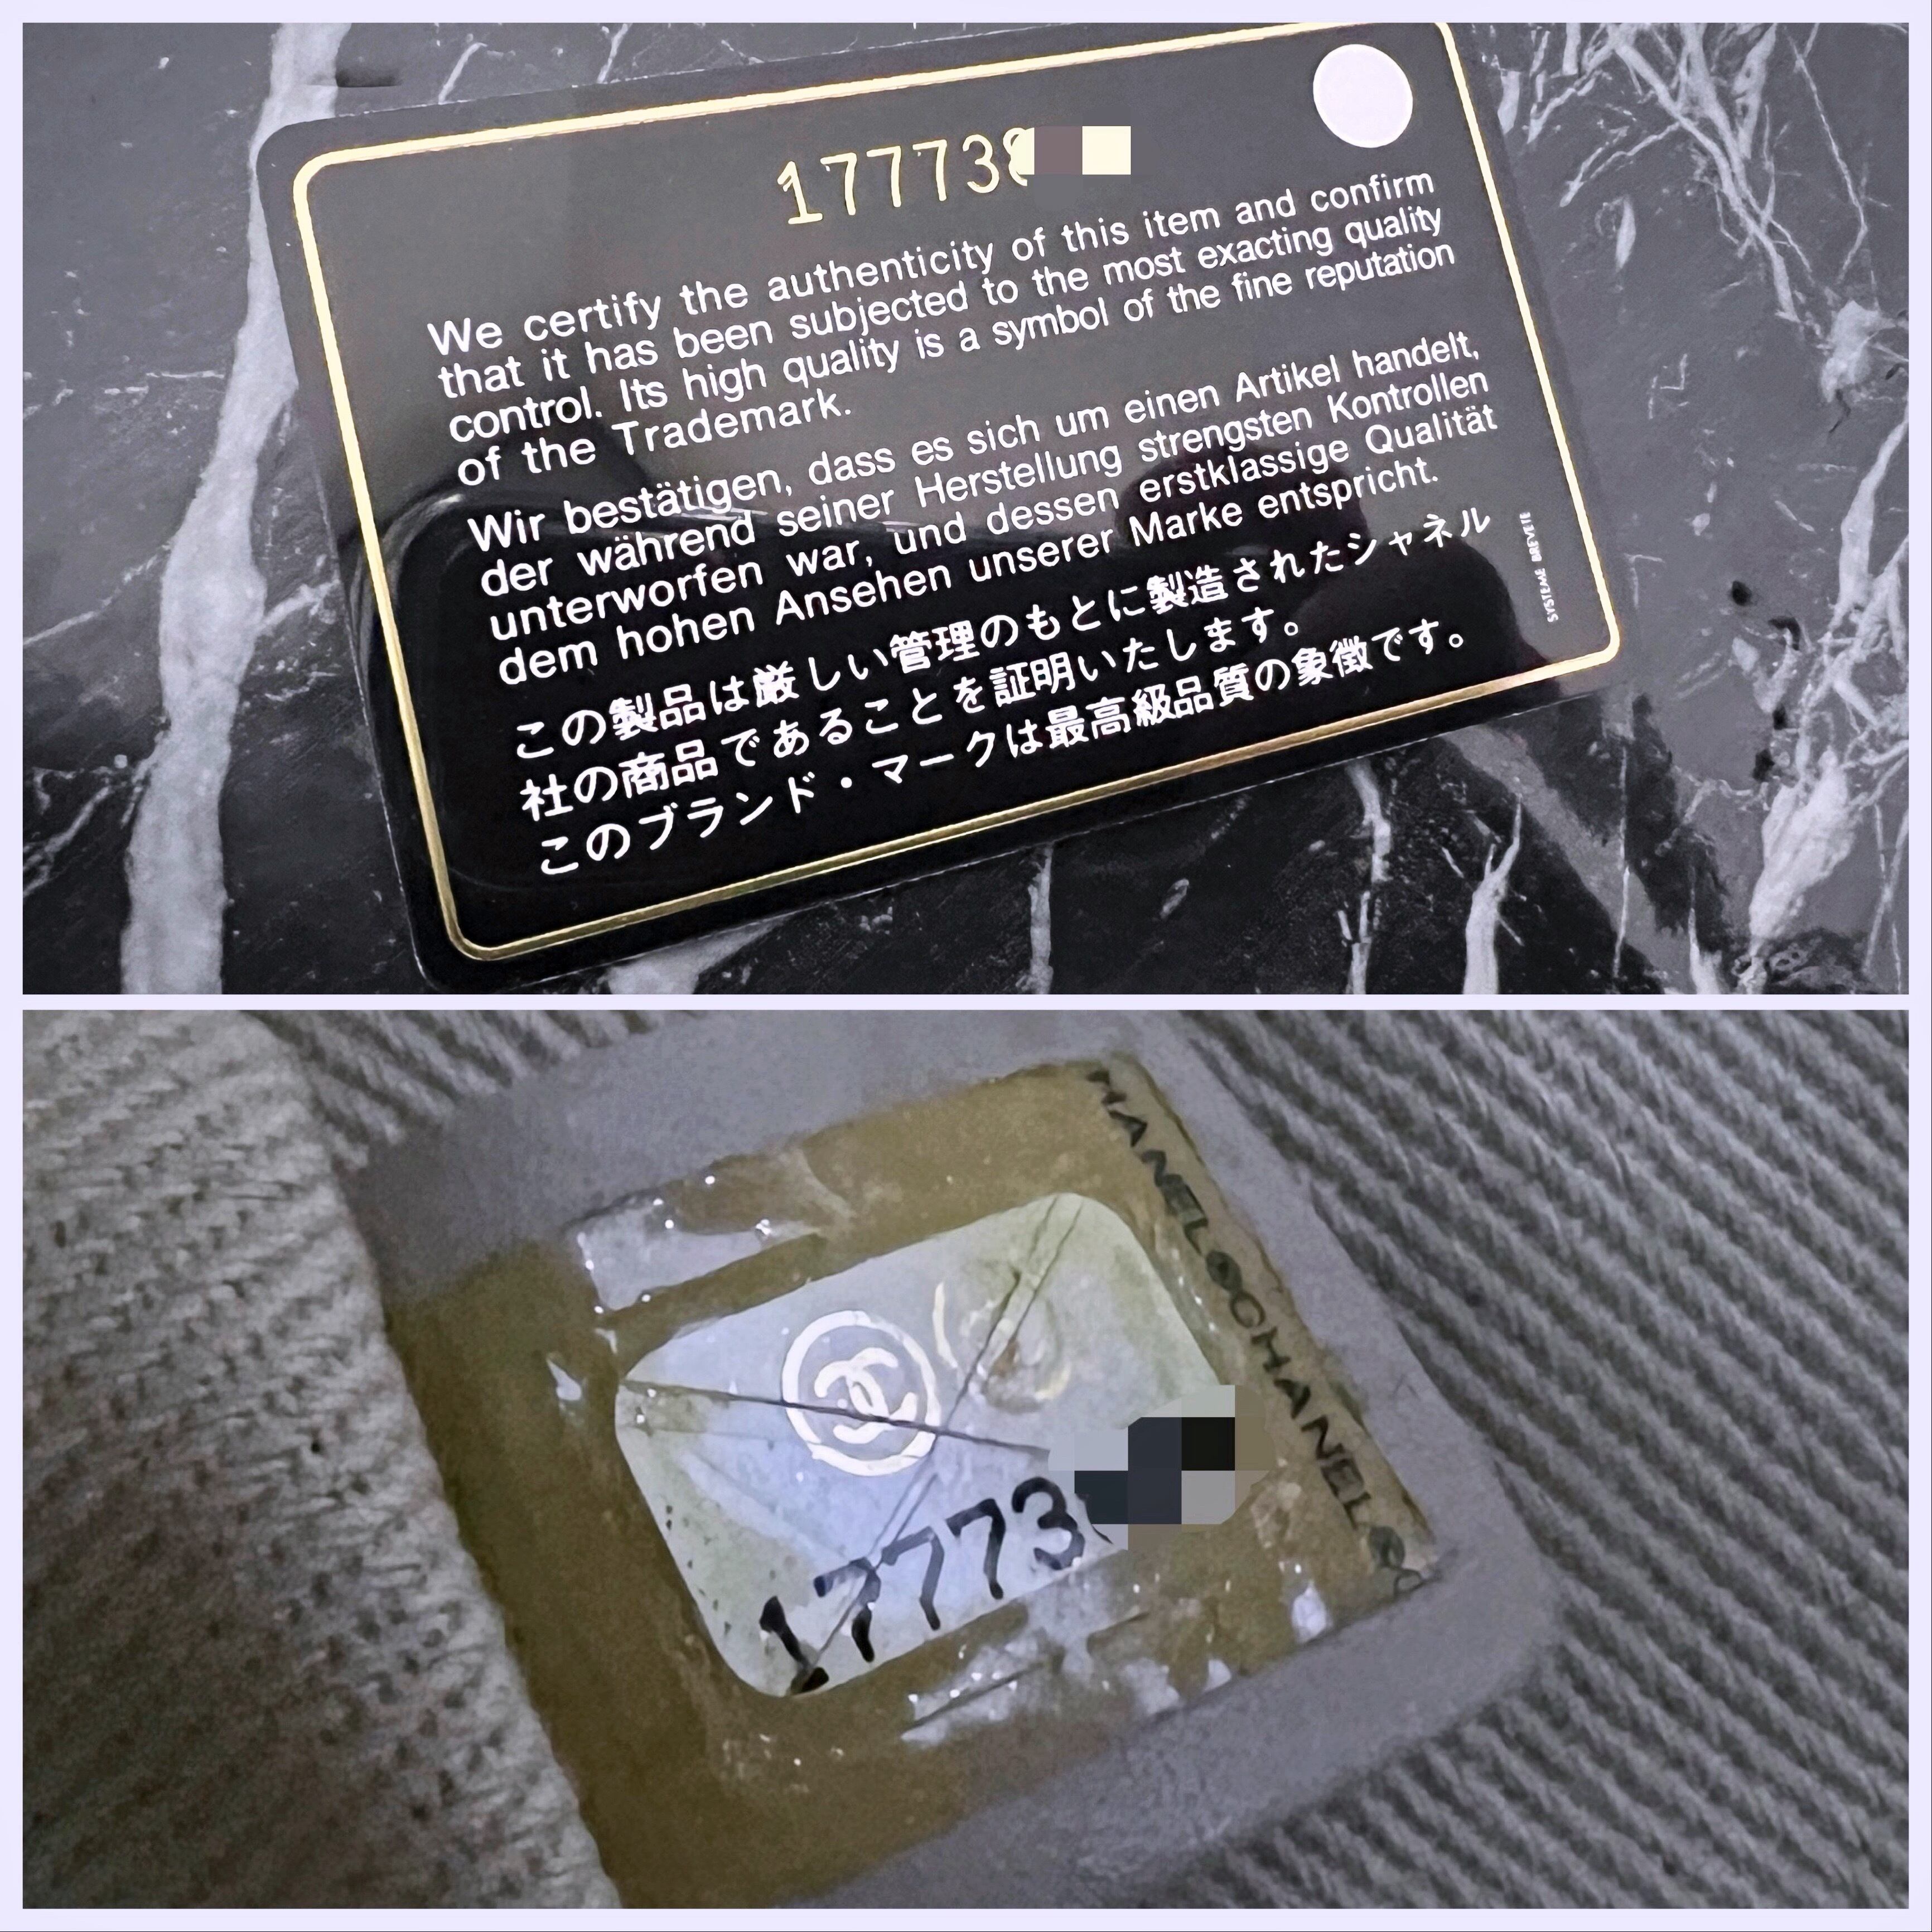 177738
We certify the authenticity of this item and confirm
that it has been subjected to the most exacting quality
control. Its high quality is a symbol of the fine reputation
of the Trademark.
Wir bestätigen, dass es sich um einen Artikel handelt,
der während seiner Herstellung strengsten Kontrollen
unterworfen war, und dessen erstklassige Qualität
dem hohen Ansehen unserer Marke entspricht.
この製品は厳しい管理のもとに製造されたシャネル
社の商品であることを証明いたします。
このブランド・マークは最高級品質の象徴です。
SYSTEME BREVETE
HANEL©CHANEL©
17773